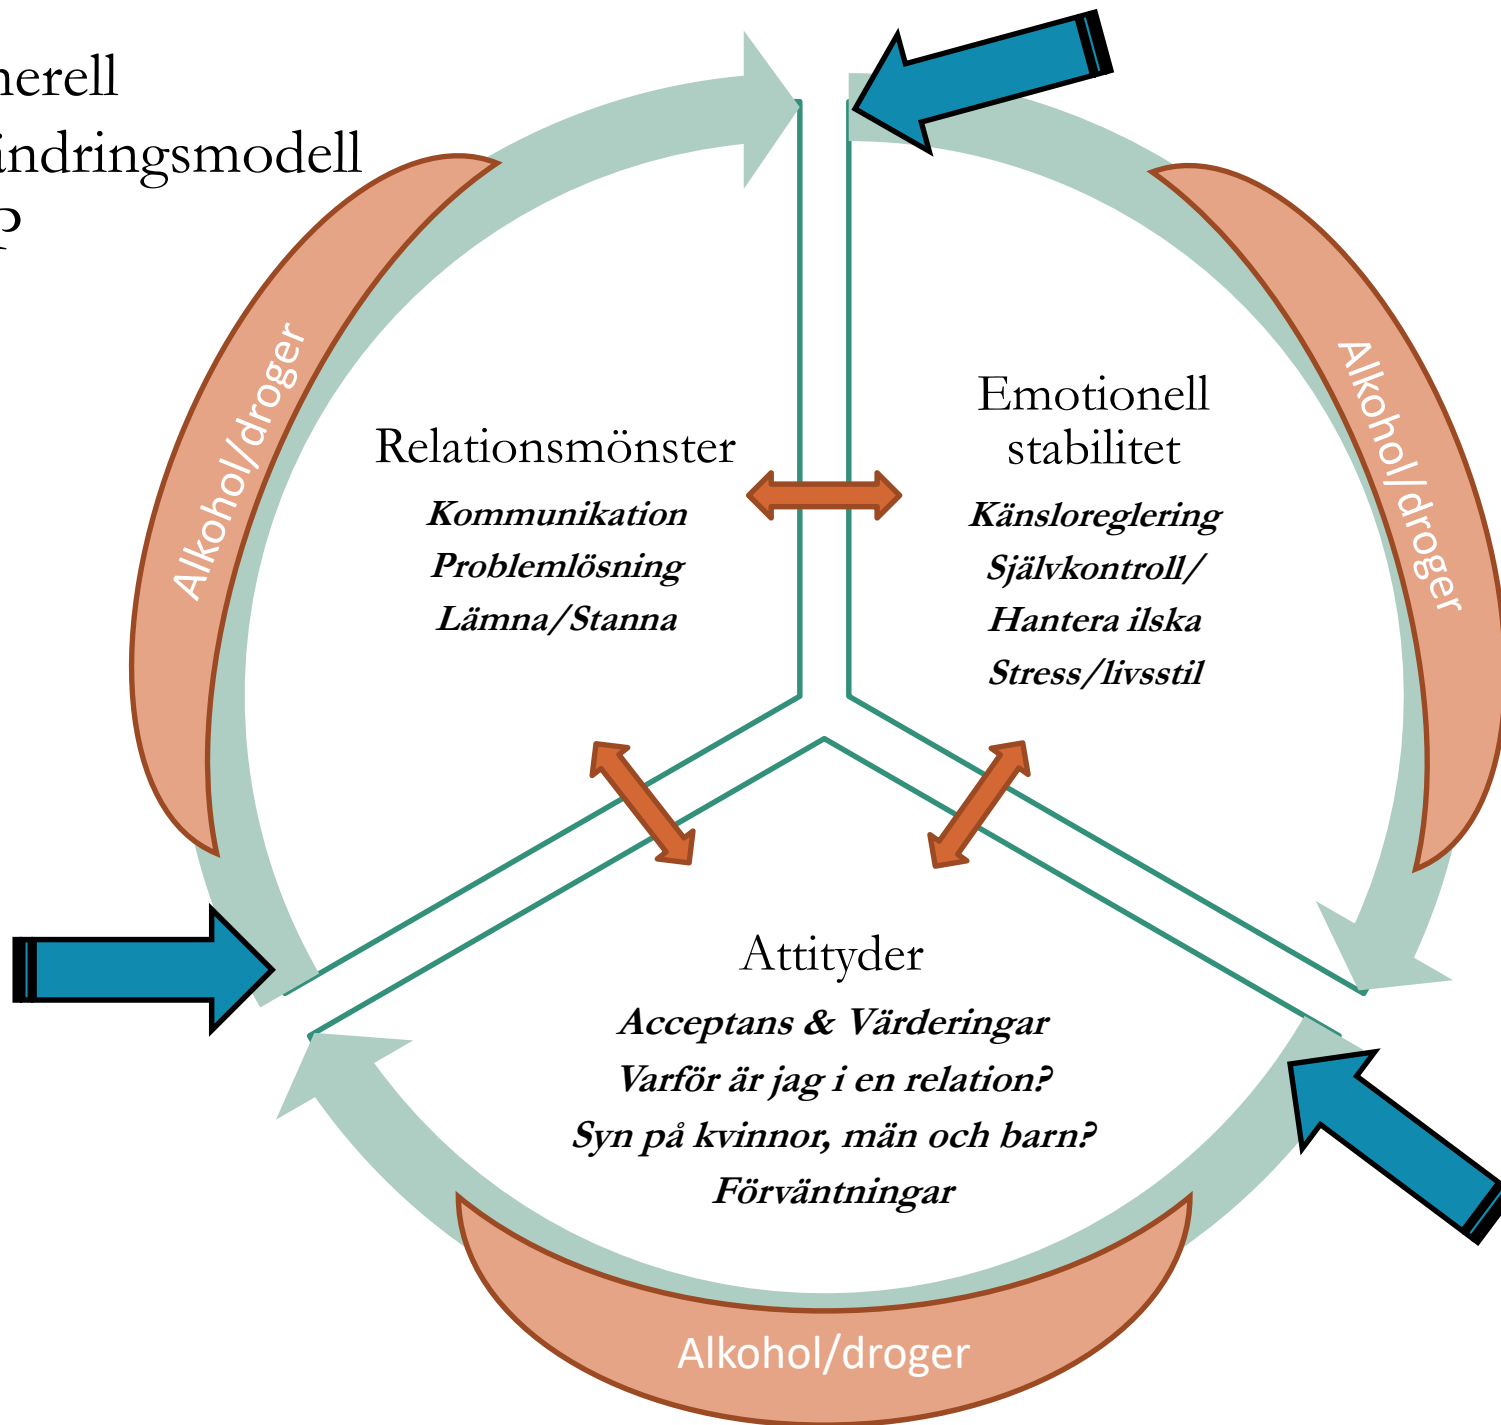 nerell
ändringsmodell
P
Alkohol/droger
Alkohol/droger
Relationsmönster
Kommunikation
Problemlösning
Lämna/Stanna
Emotionell
stabilitet
Känsloreglering
Självkontroll/
Hantera ilska
Stress/livsstil
Attityder
Acceptans & Värderingar
Varför är jag i en relation?
Syn på kvinnor, män och barn?
Förväntningar
Alkohol/droger